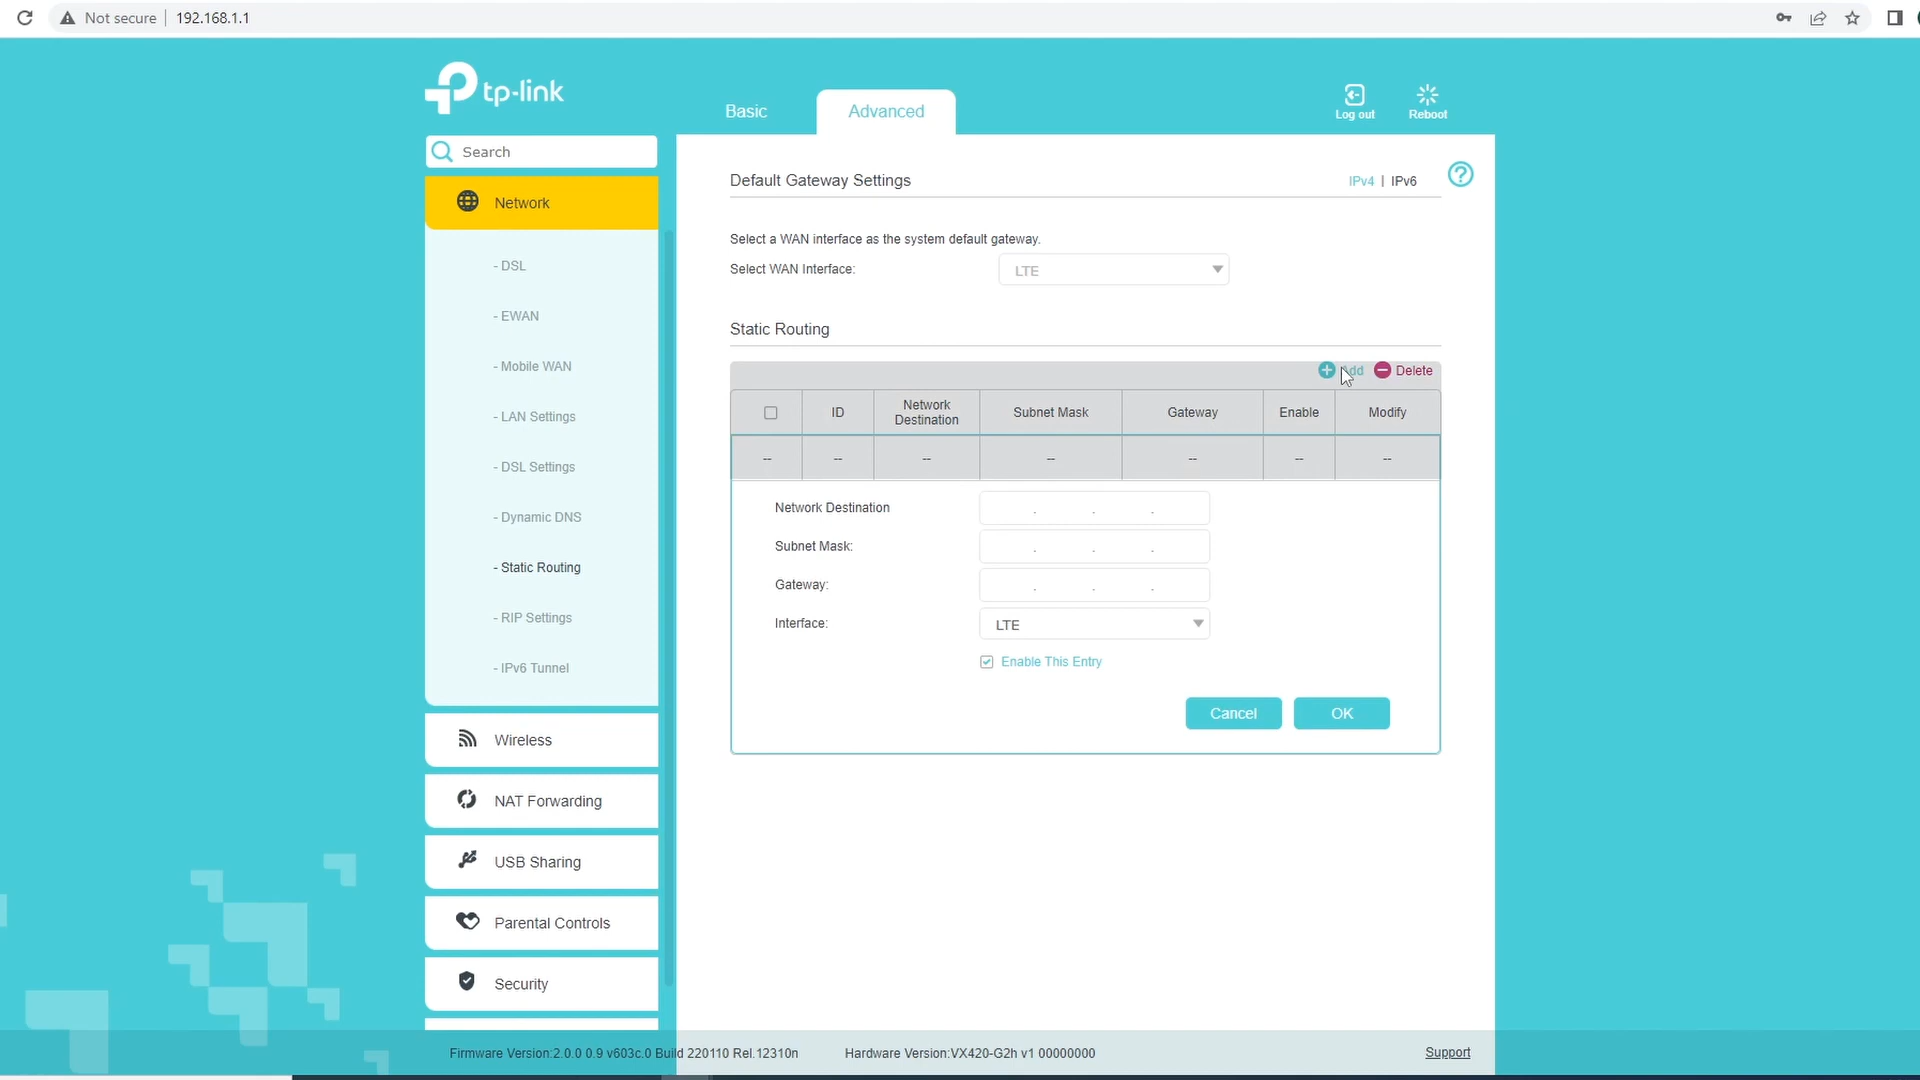 Not secure | 192.168.1.1
tp-link
Basic
Advanced
Log out
Reboot
Search
Network
- DSL
- EWAN
- Mobile WAN
- LAN Settings
- DSL Settings
- Dynamic DNS
- Static Routing
- RIP Settings
- IPv6 Tunnel
Wireless
NAT Forwarding
USB Sharing
Parental Controls
Security
Default Gateway Settings
IPv4 | IPv6
Select a WAN interface as the system default gateway.
Select WAN Interface: LTE
Static Routing
Add Delete
ID Network Destination Subnet Mask Gateway Enable Modify
-- -- -- -- -- -- --
Network Destination . . .
Subnet Mask: . . .
Gateway: . . .
Interface: LTE
Enable This Entry
Cancel OK
Firmware Version:2.0.0 0.9 v603c.0 Build 220110 Rel.12310n Hardware Version:VX420-G2h v1 00000000 Support